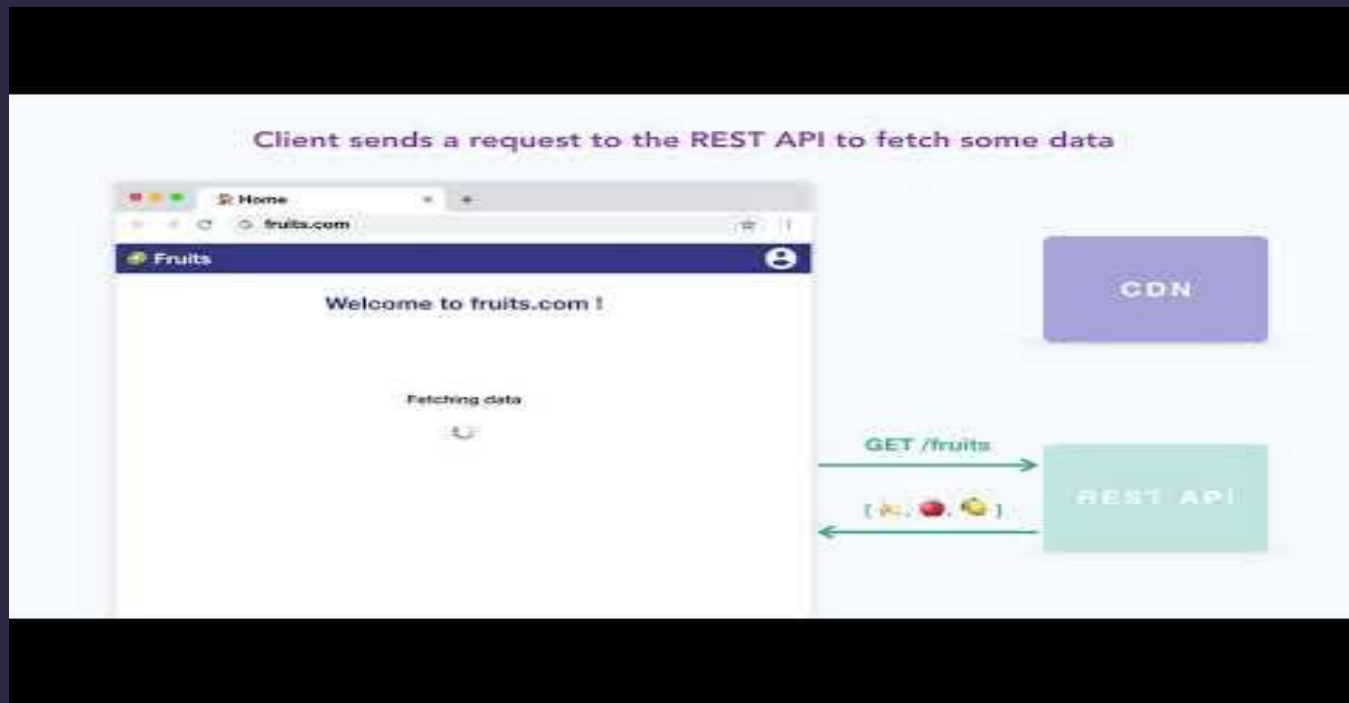 Client sends a request to the REST API to fetch some data
Home
fruits.com
Fruits
Welcome to fruits.com !
CDN
Fetching data
GET /fruits
REST API